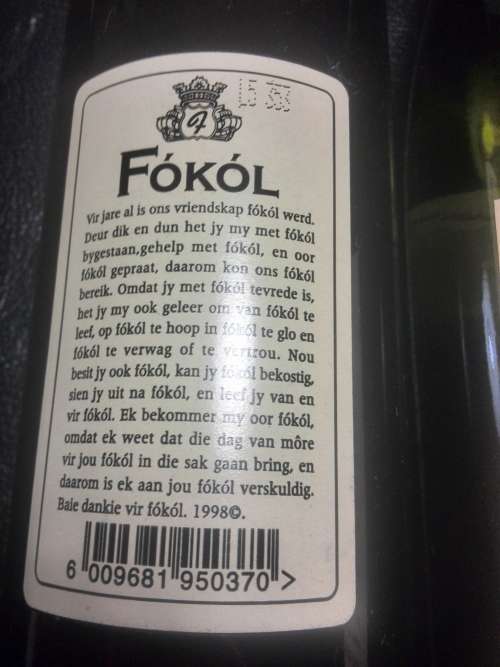 L5 353
F
FÓKÓL
Vir jare al is ons vriendskap fókól werd.
Deur dik en dun het jy my met fókól
bygestaan,gehelp met fókól, en oor
fókól gepraat, daarom kon ons fókól
bereik. Omdat jy met fókól tevrede is,
het jy my ook geleer om van fókól te
leef, op fókól te hoop in fókól te glo en
fókól te verwag of te vertrou. Nou
besit jy ook fókól, kan jy fókól bekostig,
sien jy uit na fókól, en leef jy van en
vir fókól. Ek bekommer my oor fókól,
omdat ek weet dat die dag van môre
vir jou fókól in die sak gaan bring, en
daarom is ek aan jou fókól verskuldig.
Baie dankie vir fókól. 1998©.
6 009681 950370 >